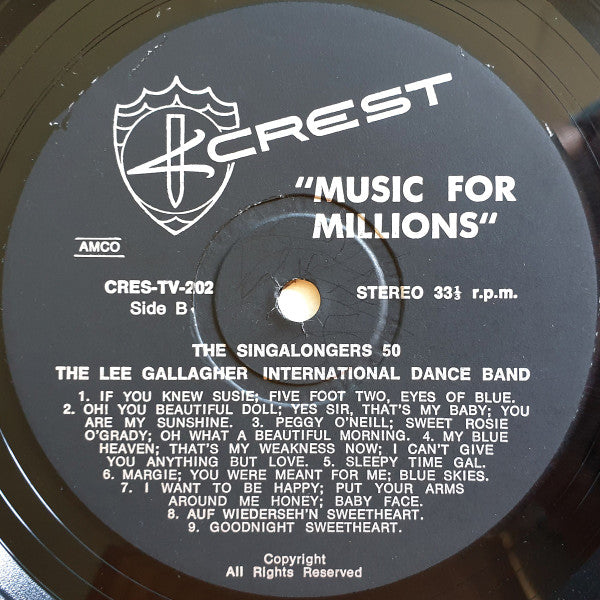 CREST
"MUSIC FOR
MILLIONS"
AMCO
CRES-TV-202
Side B
STEREO 33⅓ r.p.m.
THE SINGALONGERS 50
THE LEE GALLAGHER INTERNATIONAL DANCE BAND
1. IF YOU KNEW SUSIE; FIVE FOOT TWO, EYES OF BLUE.
2. OH! YOU BEAUTIFUL DOLL; YES SIR, THAT'S MY BABY; YOU
ARE MY SUNSHINE. 3. PEGGY O'NEILL; SWEET ROSIE
O'GRADY; OH WHAT A BEAUTIFUL MORNING. 4. MY BLUE
HEAVEN; THAT'S MY WEAKNESS NOW; I CAN'T GIVE
YOU ANYTHING BUT LOVE. 5. SLEEPY TIME GAL.
6. MARGIE; YOU WERE MEANT FOR ME; BLUE SKIES.
7. I WANT TO BE HAPPY; PUT YOUR ARMS
AROUND ME HONEY; BABY FACE.
8. AUF WIEDERSEH'N SWEETHEART.
9. GOODNIGHT SWEETHEART.
Copyright
All Rights Reserved